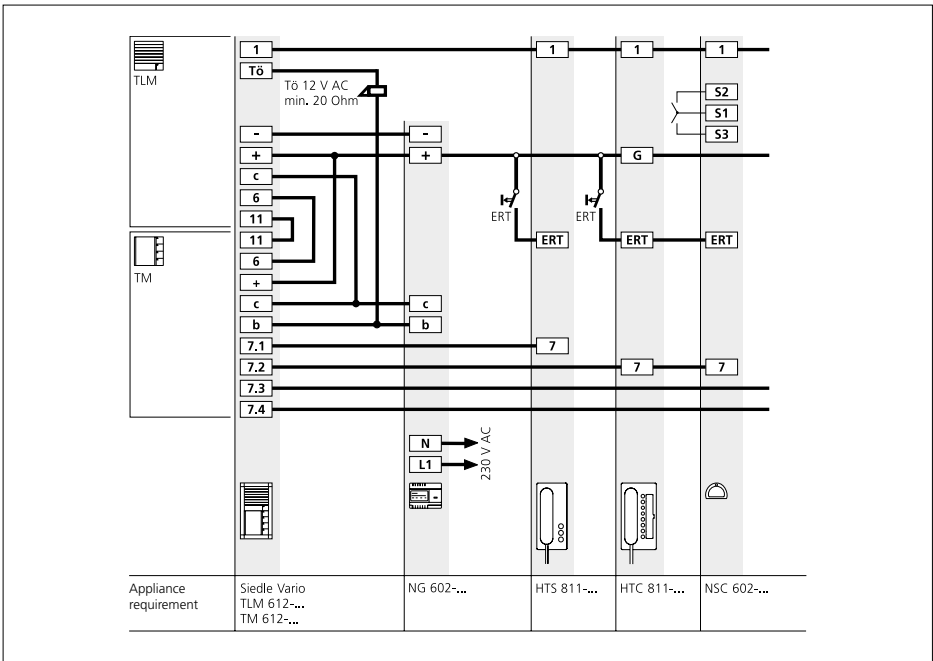 TLM
1 1 1 1
Tö
Tö 12 V AC
min. 20 Ohm
S2
S1
S3
- -
+ + G
c
6
ERT ERT
11
11 ERT ERT ERT
6
TM
+
c c
b b
7.1 7
7.2 7 7
7.3
7.4
N
L1
230 V AC
Appliance
requirement
Siedle Vario
TLM 612-...
TM 612-...
NG 602-...
HTS 811-...
HTC 811-...
NSC 602-...